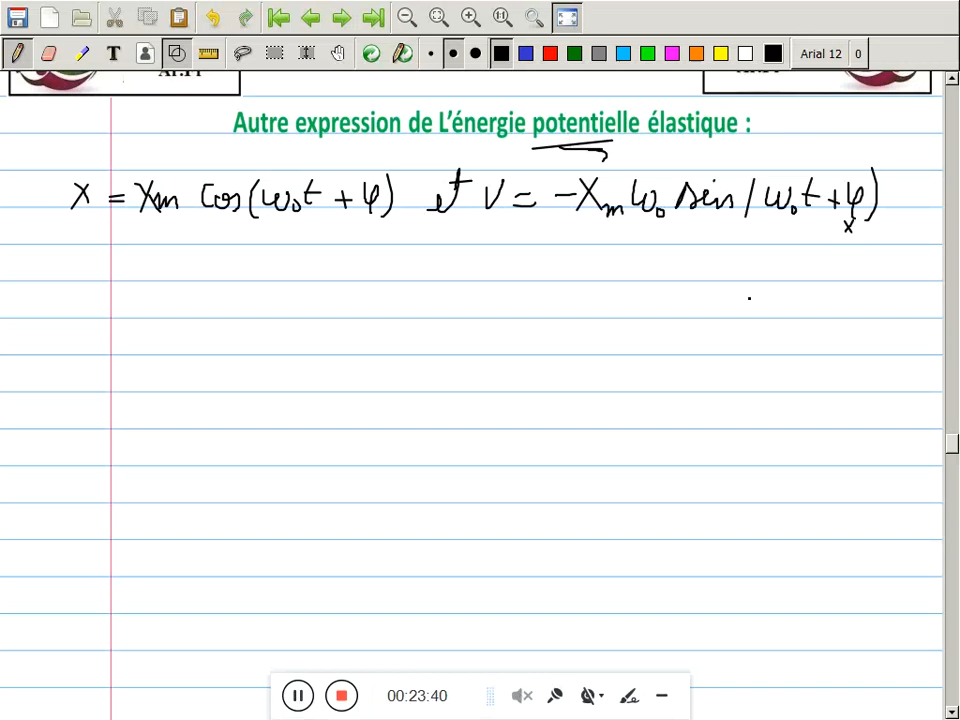 T
Arial 12 0
Autre expression de L'énergie potentielle élastique :
x = Xm Cos(ω₀t + φ) et V = -Xm ω₀ sin(ω₀t + φ)
x
00:23:40